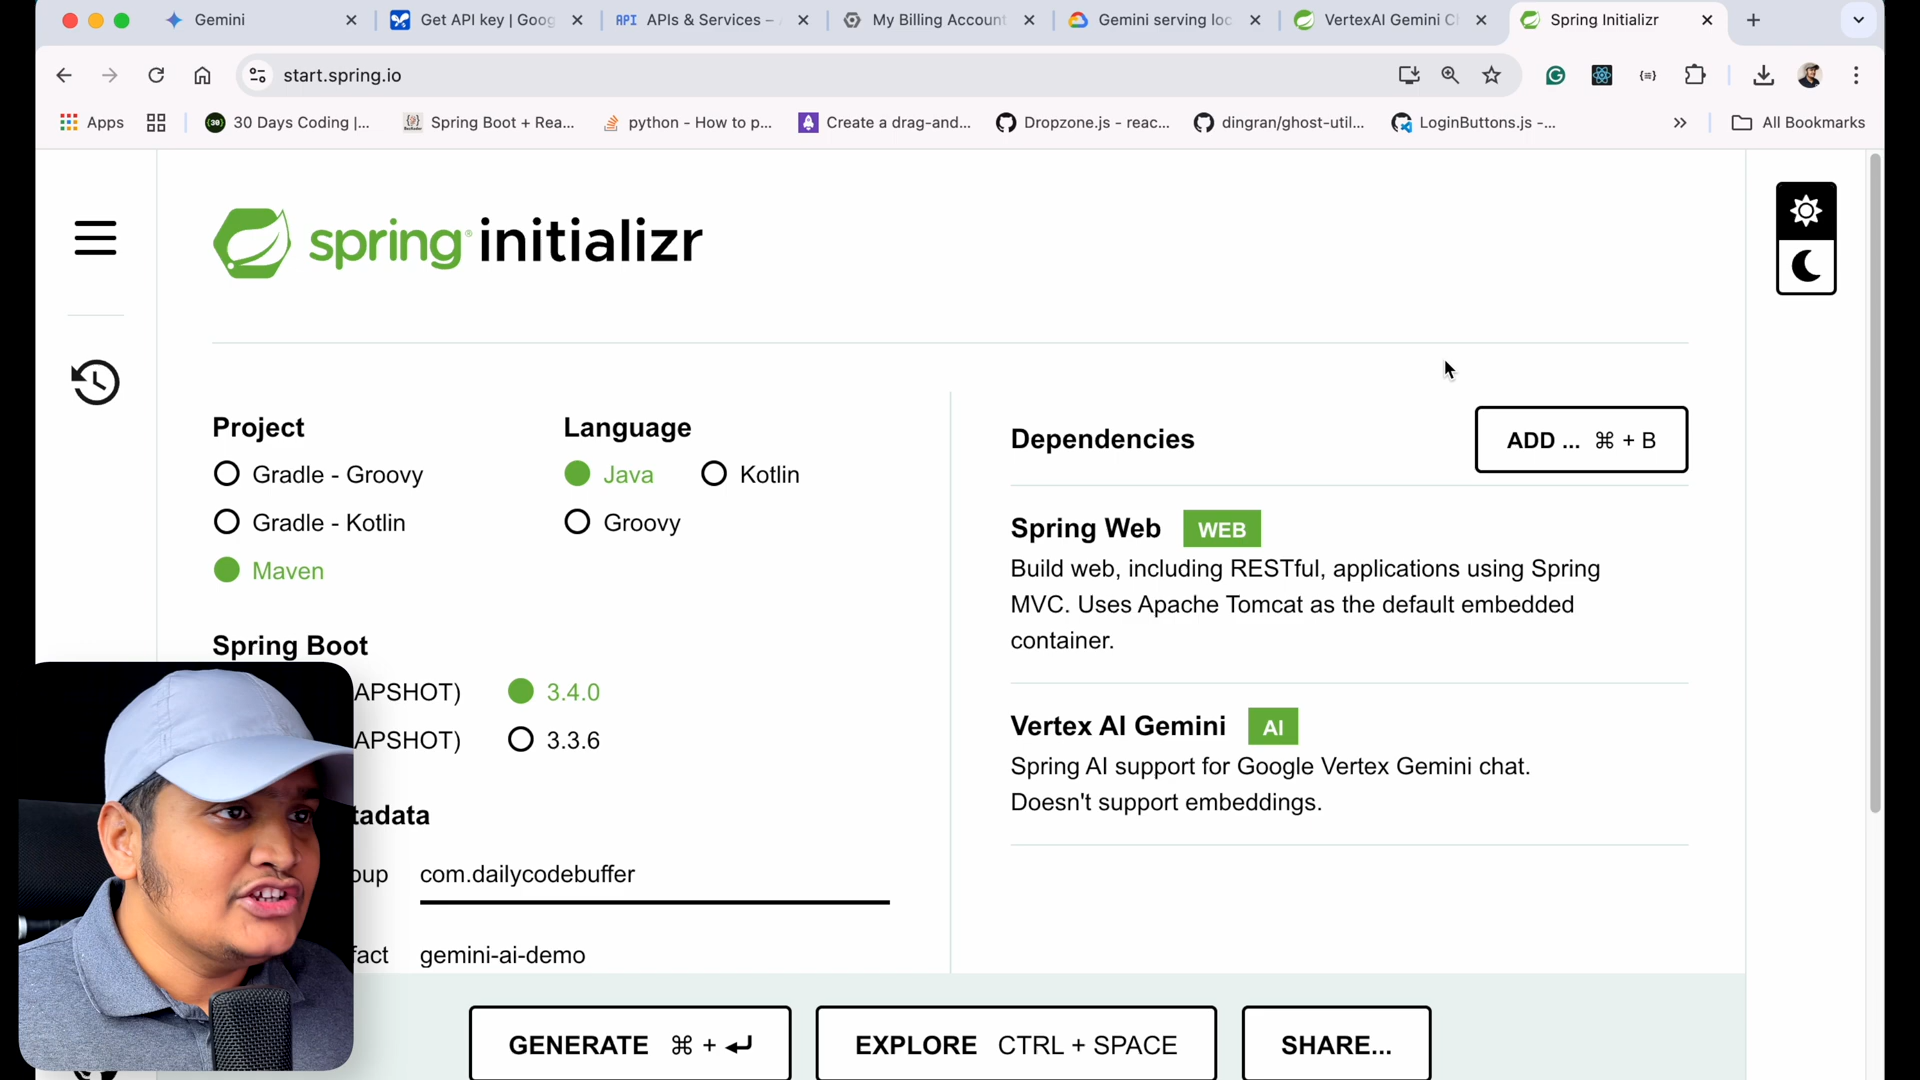 Gemini
Get API key | Goog
API APIs & Services –
My Billing Account
Gemini serving loc
VertexAI Gemini C
Spring Initializr
start.spring.io
Apps
30 Days Coding |...
Spring Boot + Rea...
python - How to p...
Create a drag-and...
Dropzone.js - reac...
dingran/ghost-util...
LoginButtons.js -...
» All Bookmarks
spring initializr
Project
Gradle - Groovy
Gradle - Kotlin
Maven
Language
Java Kotlin
Groovy
Spring Boot
APSHOT) 3.4.0
APSHOT) 3.3.6
tadata
oup com.dailycodebuffer
fact gemini-ai-demo
Dependencies
ADD ... ⌘ + B
Spring Web WEB
Build web, including RESTful, applications using Spring
MVC. Uses Apache Tomcat as the default embedded
container.
Vertex AI Gemini AI
Spring AI support for Google Vertex Gemini chat.
Doesn't support embeddings.
GENERATE ⌘ + ↵
EXPLORE CTRL + SPACE
SHARE...